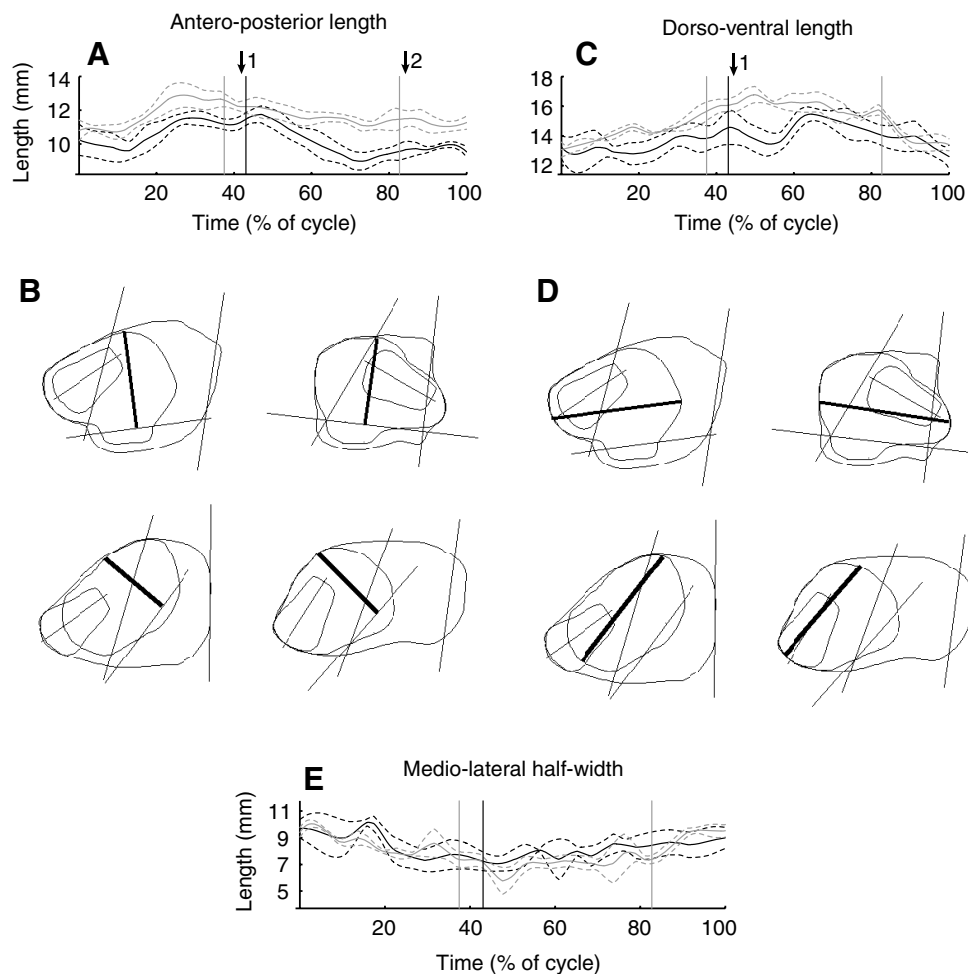 Antero-posterior length
A
1
2
Length (mm)
14
12
10
20
40
60
80
100
Time (% of cycle)
Dorso-ventral length
C
1
18
16
14
12
20
40
60
80
100
Time (% of cycle)
B
D
Medio-lateral half-width
E
Length (mm)
11
9
7
5
20
40
60
80
100
Time (% of cycle)